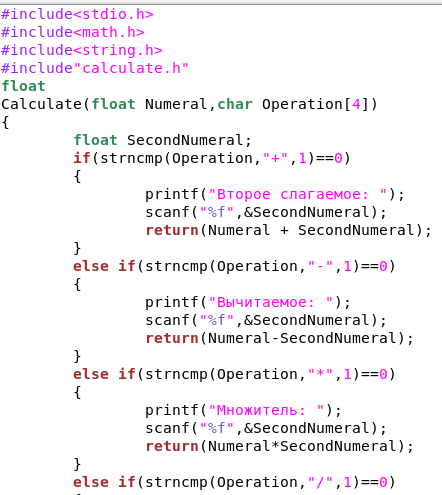 #include<stdio.h>
#include<math.h>
#include<string.h>
#include"calculate.h"
float
Calculate(float Numeral,char Operation[4])
{
        float SecondNumeral;
        if(strncmp(Operation,"+",1)==0)
        {
                printf("Второе слагаемое: ");
                scanf("%f",&SecondNumeral);
                return(Numeral + SecondNumeral);
        }
        else if(strncmp(Operation,"-",1)==0)
        {
                printf("Вычитаемое: ");
                scanf("%f",&SecondNumeral);
                return(Numeral-SecondNumeral);
        }
        else if(strncmp(Operation,"*",1)==0)
        {
                printf("Множитель: ");
                scanf("%f",&SecondNumeral);
                return(Numeral*SecondNumeral);
        }
        else if(strncmp(Operation,"/",1)==0)